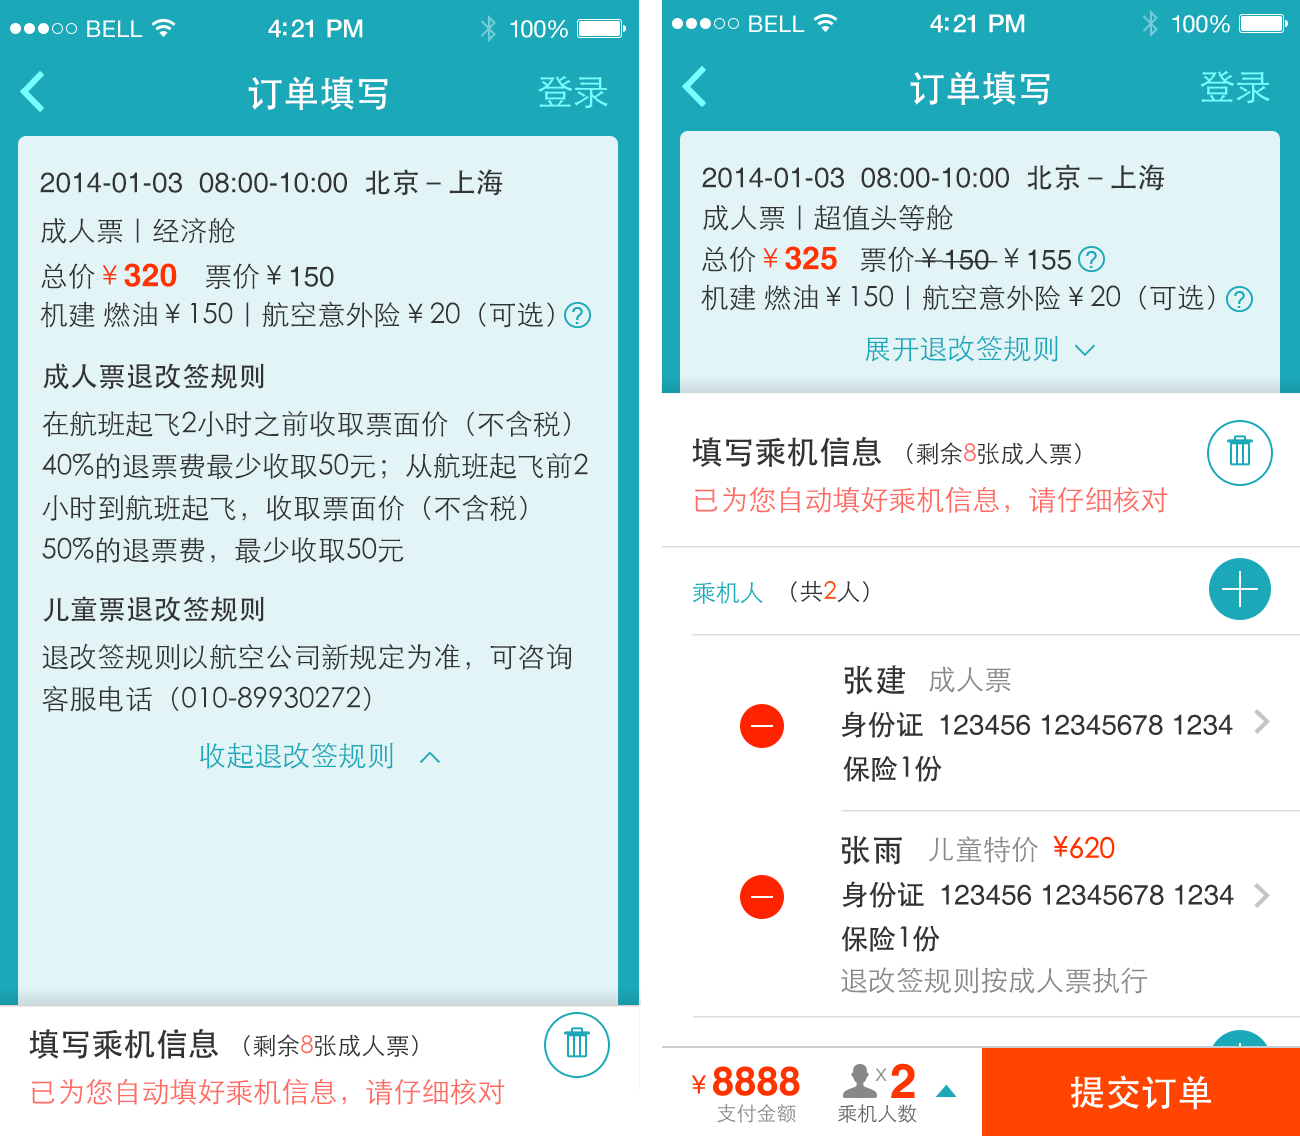 BELL 4:21 PM 100%
订单填写 登录
2014-01-03 08:00-10:00 北京－上海
成人票丨经济舱
总价¥320 票价¥150
机建 燃油¥150丨航空意外险¥20（可选）?
成人票退改签规则
在航班起飞2小时之前收取票面价（不含税）
40%的退票费最少收取50元；从航班起飞前2
小时到航班起飞，收取票面价（不含税）
50%的退票费，最少收取50元
儿童票退改签规则
退改签规则以航空公司新规定为准，可咨询
客服电话（010-89930272）
收起退改签规则
填写乘机信息 （剩余8张成人票）
已为您自动填好乘机信息，请仔细核对
BELL 4:21 PM 100%
订单填写 登录
2014-01-03 08:00-10:00 北京－上海
成人票丨超值头等舱
总价¥325 票价¥150 ¥155?
机建 燃油¥150丨航空意外险¥20（可选）?
展开退改签规则
填写乘机信息 （剩余8张成人票）
已为您自动填好乘机信息，请仔细核对
乘机人 （共2人）
张建 成人票
身份证 123456 12345678 1234
保险1份
张雨 儿童特价 ¥620
身份证 123456 12345678 1234
保险1份
退改签规则按成人票执行
¥8888 x2
支付金额 乘机人数
提交订单